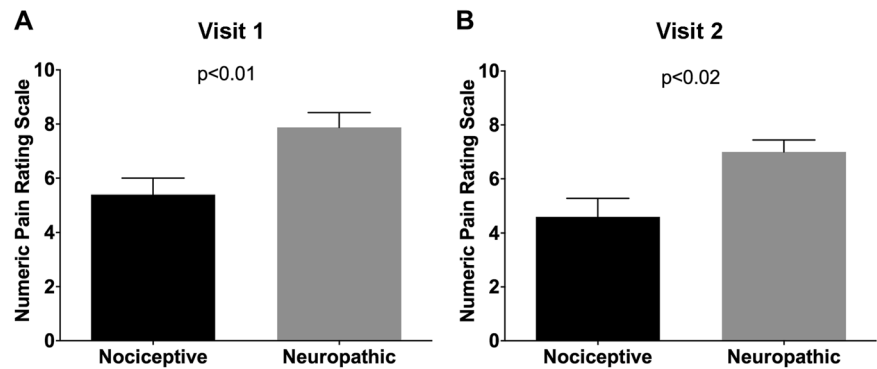 A
Visit 1
p<0.01
Numeric Pain Rating Scale
10
8
6
4
2
0
Nociceptive
Neuropathic
B
Visit 2
p<0.02
Numeric Pain Rating Scale
10
8
6
4
2
0
Nociceptive
Neuropathic